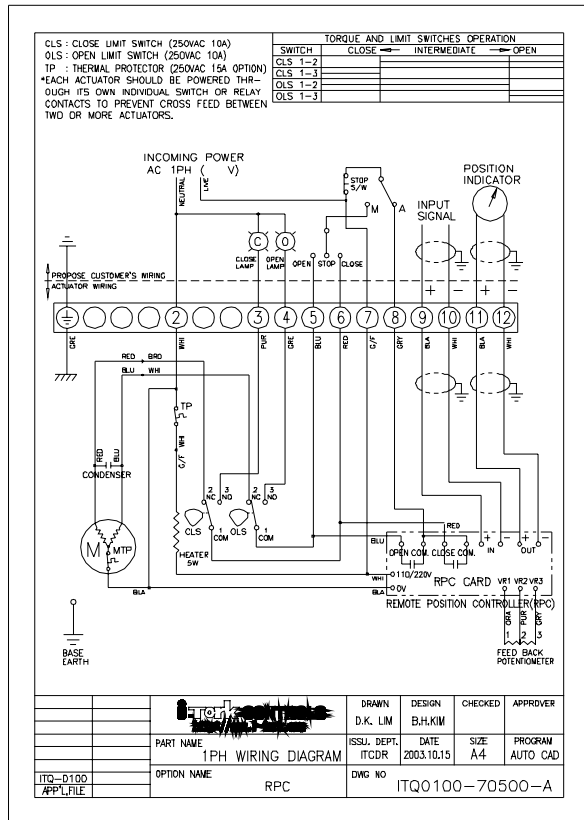 CLS : CLOSE LIMIT SWITCH (250VAC 10A)
OLS : OPEN LIMIT SWITCH (250VAC 10A)
TP : THERMAL PROTECTOR (250VAC 15A OPTION)
*EACH ACTUATOR SHOULD BE POWERED THR-
OUGH ITS OWN INDIVIDUAL SWITCH OR RELAY
CONTACTS TO PREVENT CROSS FEED BETWEEN
TWO OR MORE ACTUATORS.
TORQUE AND LIMIT SWITCHES OPERATION
SWITCH CLOSE INTERMEDIATE OPEN
CLS 1-2
CLS 1-3
OLS 1-2
OLS 1-3
INCOMING POWER
AC 1PH ( V)
NEUTRAL
LIVE
STOP
S/W
M A
INPUT
SIGNAL
POSITION
INDICATOR
C O
CLOSE
LAMP
OPEN
LAMP
OPEN STOP CLOSE
PROPOSE CUSTOMER'S WIRING
ACTUATOR WIRING
+ - + -
2 3 4 5 6 7 8 9 10 11 12
GRE WHI PUR GRE BLU RED G/F GRY BLA WHI BLA WHI
RED BRO
BLU WHI
TP
WHI
G/F
RED
BLU
CONDENSER
M
MTP
2 3
NC NO
CLS
1
COM
2 3
NC NO
OLS
1
COM
HEATER
5W
BLA
RED
BLU
OPEN COM. CLOSE COM.
+ - + -
IN OUT
WHI 110/220V
BLA 0V
RPC CARD
VR1 VR2 VR3
REMOTE POSITION CONTROLLER(RPC)
ORA PUR GRY
1 2 3
FEED BACK
POTENTIOMETER
BASE
EARTH
DRAWN DESIGN CHECKED APPROVER
D.K. LIM B.H.KIM
PART NAME
1PH WIRING DIAGRAM
ISSU. DEPT. DATE SIZE PROGRAM
ITCDR 2003.10.15 A4 AUTO CAD
ITQ-0100
APP'L,FILE
OPTION NAME
RPC
DWG NO
ITQ0100-70500-A